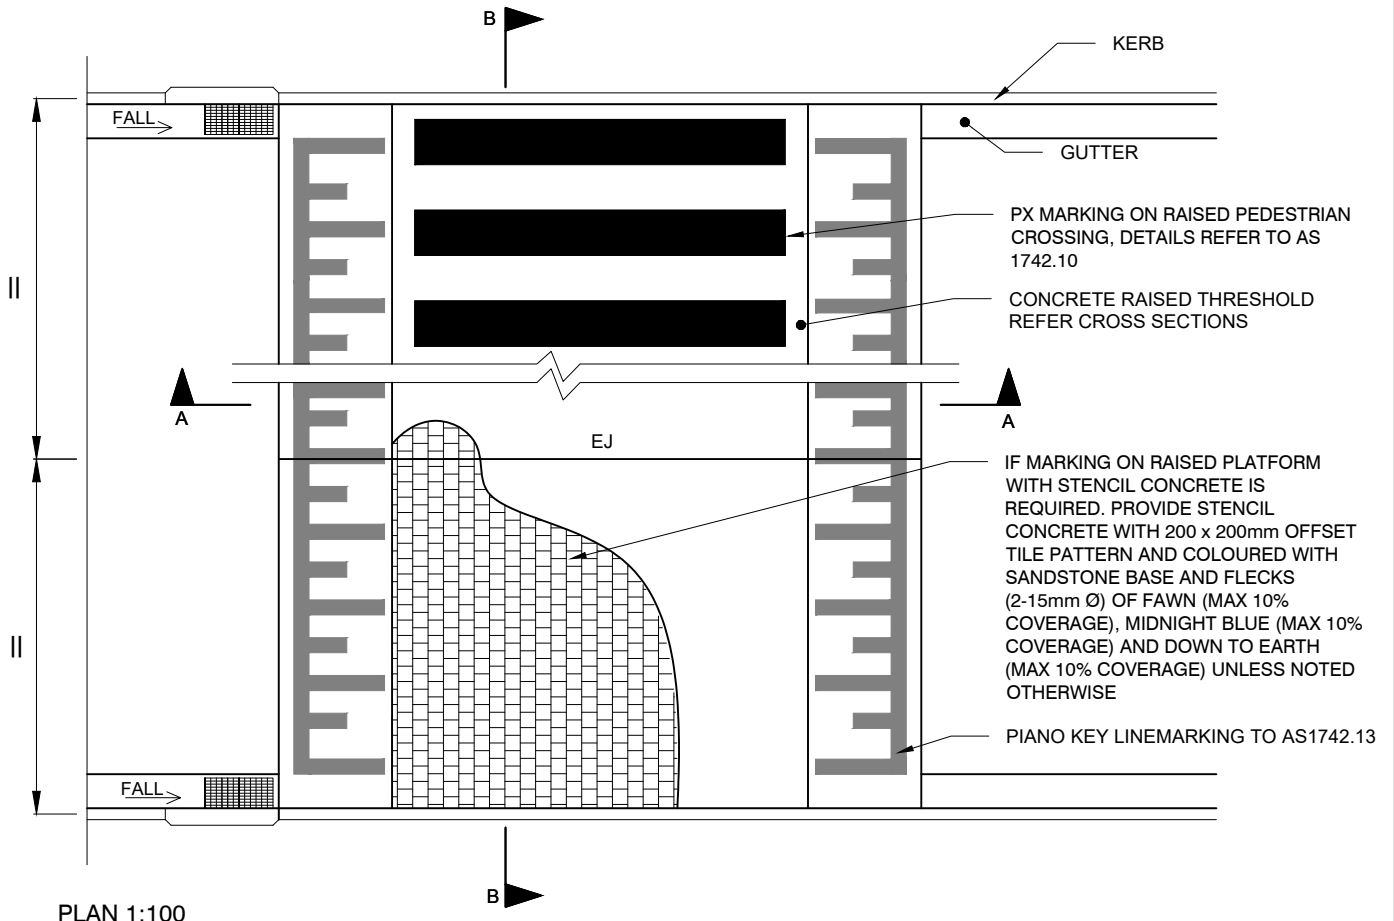 B
KERB
FALL
GUTTER
PX MARKING ON RAISED PEDESTRIAN
CROSSING, DETAILS REFER TO AS
1742.10
CONCRETE RAISED THRESHOLD
REFER CROSS SECTIONS
=
A
A
EJ
IF MARKING ON RAISED PLATFORM
WITH STENCIL CONCRETE IS
REQUIRED. PROVIDE STENCIL
CONCRETE WITH 200 x 200mm OFFSET
TILE PATTERN AND COLOURED WITH
SANDSTONE BASE AND FLECKS
(2-15mm Ø) OF FAWN (MAX 10%
COVERAGE), MIDNIGHT BLUE (MAX 10%
COVERAGE) AND DOWN TO EARTH
(MAX 10% COVERAGE) UNLESS NOTED
OTHERWISE
=
PIANO KEY LINEMARKING TO AS1742.13
FALL
B
PLAN 1:100